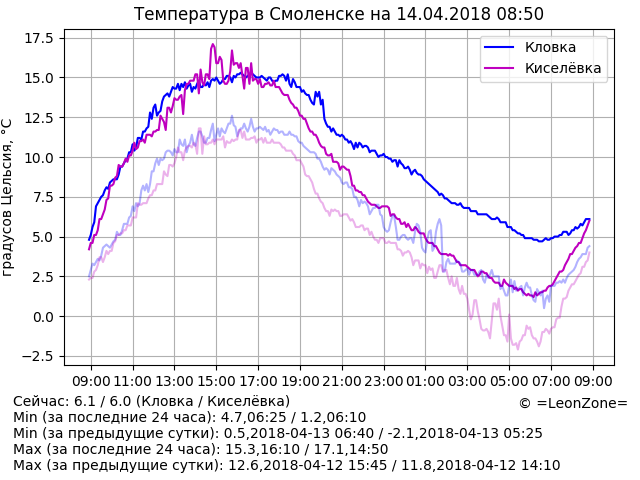 Температура в Смоленске на 14.04.2018 08:50
17.5
15.0
12.5
10.0
7.5
5.0
2.5
0.0
−2.5
градусов Цельсия, °C
Кловка
Киселёвка
09:00 11:00 13:00 15:00 17:00 19:00 21:00 23:00 01:00 03:00 05:00 07:00 09:00
Сейчас: 6.1 / 6.0 (Кловка / Киселёвка)
© =LeonZone=
Min (за последние 24 часа): 4.7,06:25 / 1.2,06:10
Min (за предыдущие сутки): 0.5,2018-04-13 06:40 / -2.1,2018-04-13 05:25
Max (за последние 24 часа): 15.3,16:10 / 17.1,14:50
Max (за предыдущие сутки): 12.6,2018-04-12 15:45 / 11.8,2018-04-12 14:10